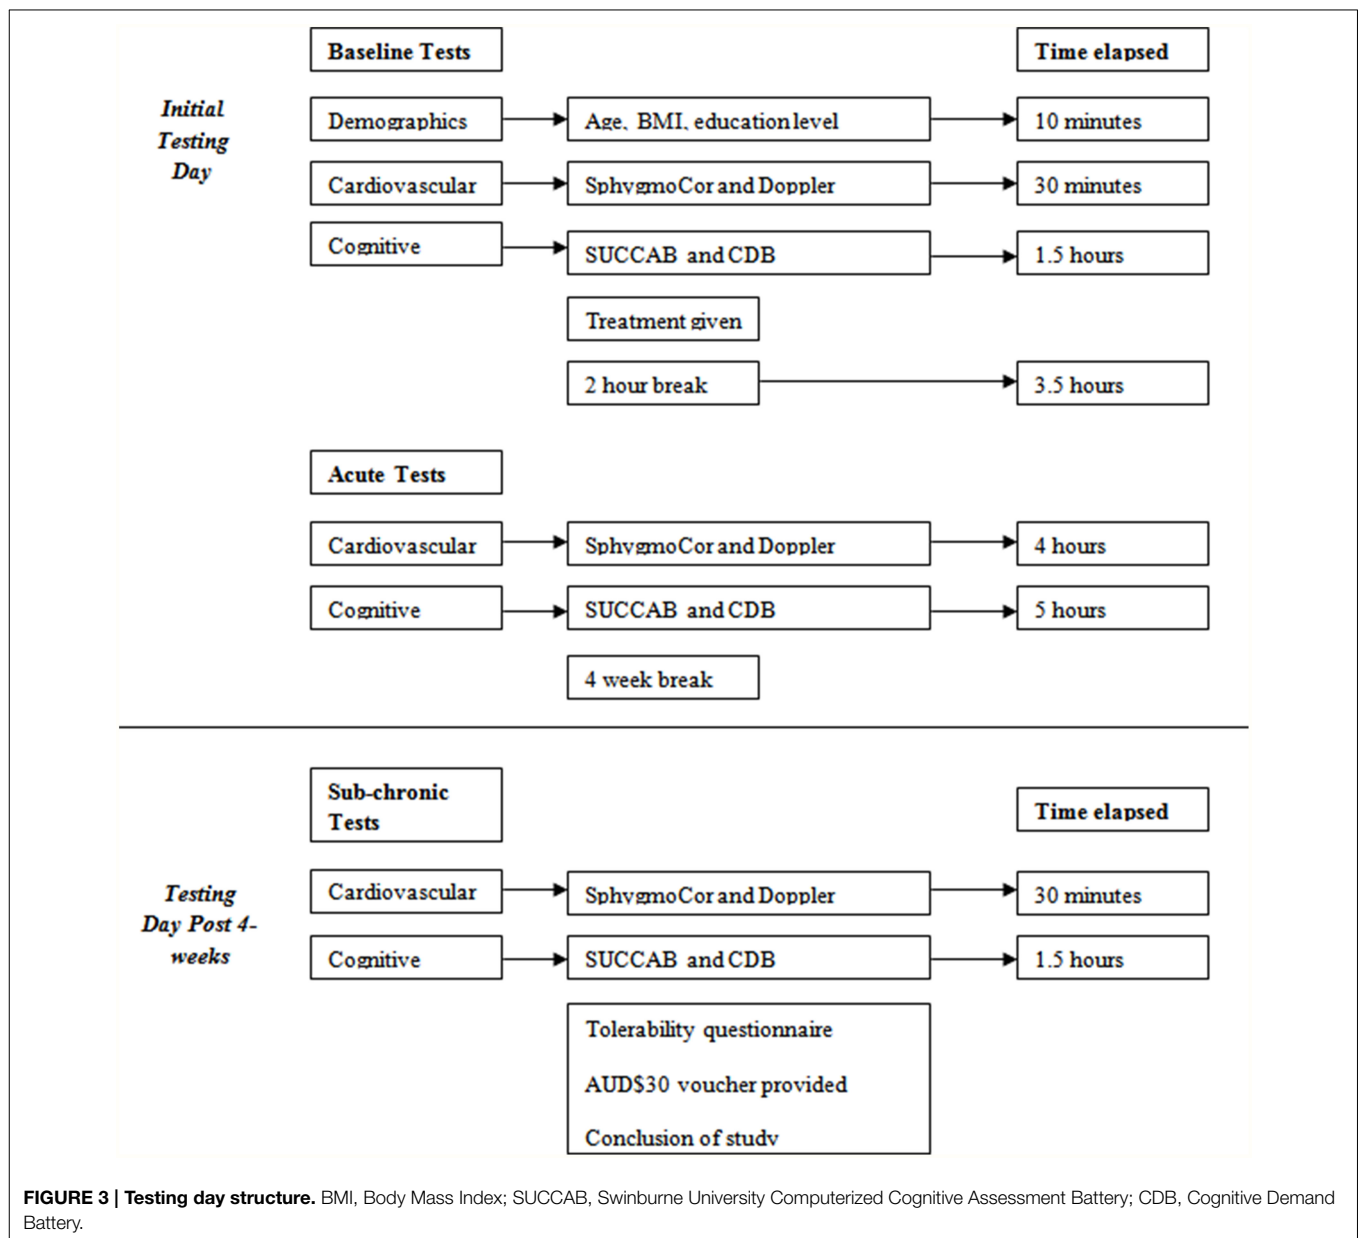 Baseline Tests
Time elapsed
Initial
Testing
Day
Demographics
Age, BMI, education level
10 minutes
Cardiovascular
SphygmoCor and Doppler
30 minutes
Cognitive
SUCCAB and CDB
1.5 hours
Treatment given
2 hour break
3.5 hours
Acute Tests
Cardiovascular
SphygmoCor and Doppler
4 hours
Cognitive
SUCCAB and CDB
5 hours
4 week break
Sub-chronic
Tests
Time elapsed
Testing
Day Post 4-
weeks
Cardiovascular
SphygmoCor and Doppler
30 minutes
Cognitive
SUCCAB and CDB
1.5 hours
Tolerability questionnaire
AUD$30 voucher provided
Conclusion of study
FIGURE 3 | Testing day structure. BMI, Body Mass Index; SUCCAB, Swinburne University Computerized Cognitive Assessment Battery; CDB, Cognitive Demand
Battery.